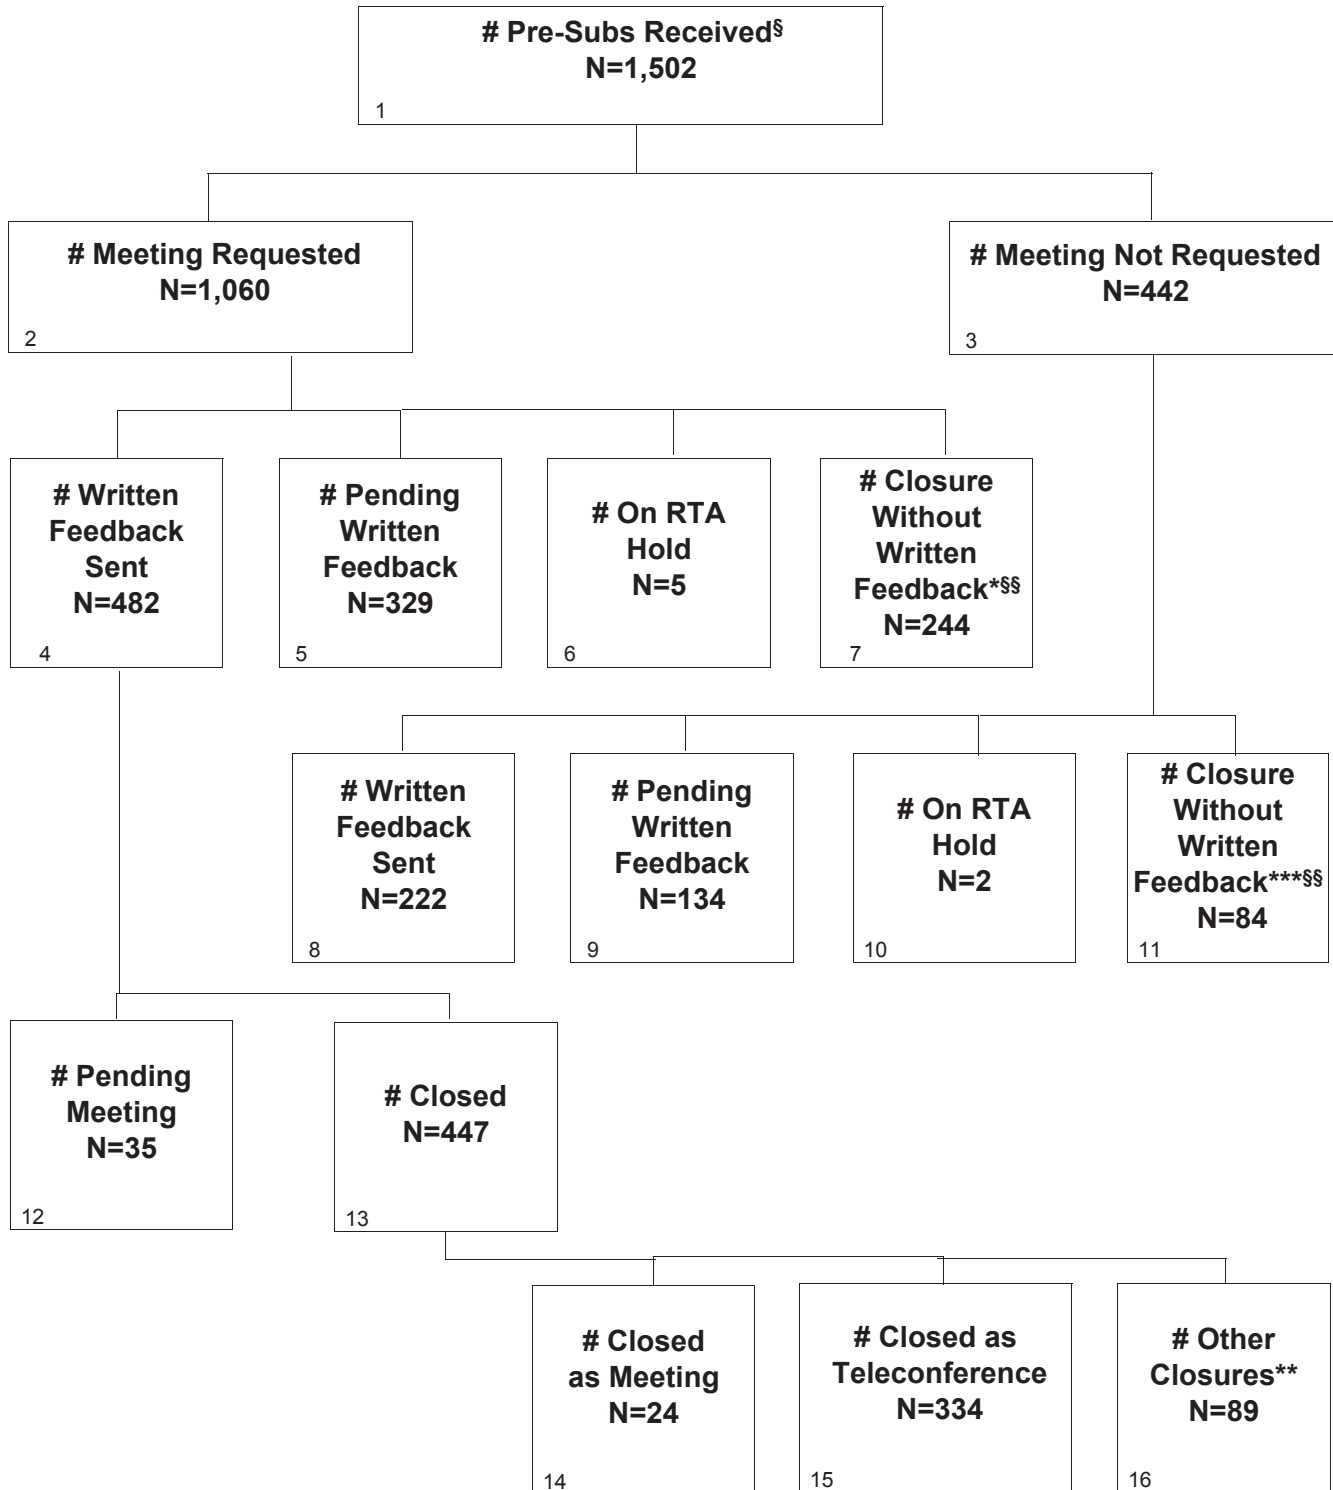 # Pre-Subs Received§
N=1,502
1
# Meeting Requested
N=1,060
2
# Meeting Not Requested
N=442
3
# Written
Feedback
Sent
N=482
4
# Pending
Written
Feedback
N=329
5
# On RTA
Hold
N=5
6
# Closure
Without
Written
Feedback*§§
N=244
7
# Written
Feedback
Sent
N=222
8
# Pending
Written
Feedback
N=134
9
# On RTA
Hold
N=2
10
# Closure
Without
Written
Feedback***§§
N=84
11
# Pending
Meeting
N=35
12
# Closed
N=447
13
# Closed
as Meeting
N=24
14
# Closed as
Teleconference
N=334
15
# Other
Closures**
N=89
16